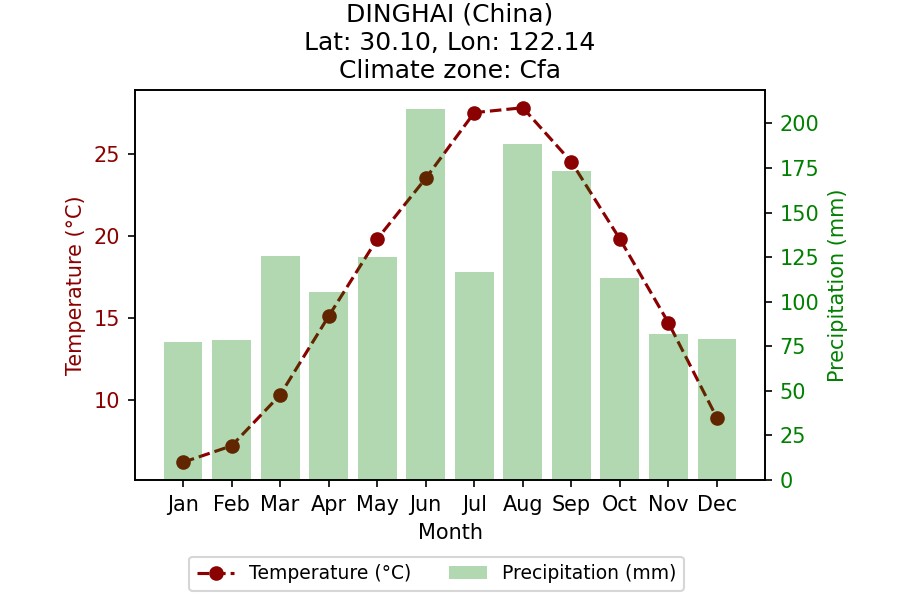 DINGHAI (China)
Lat: 30.10, Lon: 122.14
Climate zone: Cfa
25
20
15
10
Temperature (°C)
200
175
150
125
100
75
50
25
0
Precipitation (mm)
Jan Feb Mar Apr May Jun Jul Aug Sep Oct Nov Dec
Month
Temperature (°C) Precipitation (mm)